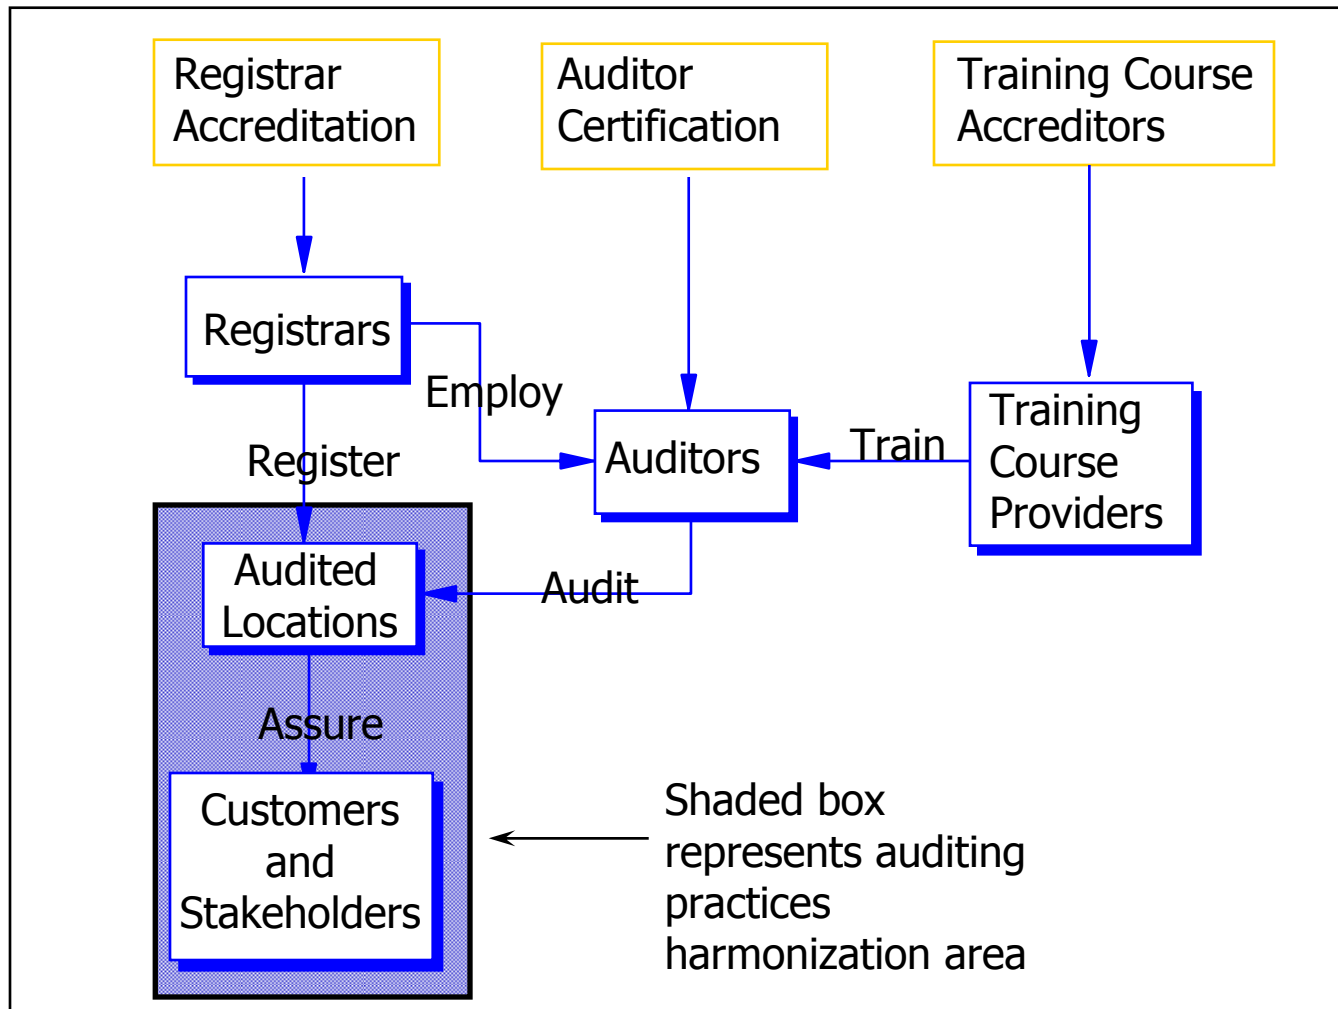 Registrar
Accreditation
Auditor
Certification
Training Course
Accreditors
Registrars
Employ
Register
Auditors
Train
Training
Course
Providers
Audited
Locations
Audit
Assure
Customers
and
Stakeholders
Shaded box
represents auditing
practices
harmonization area